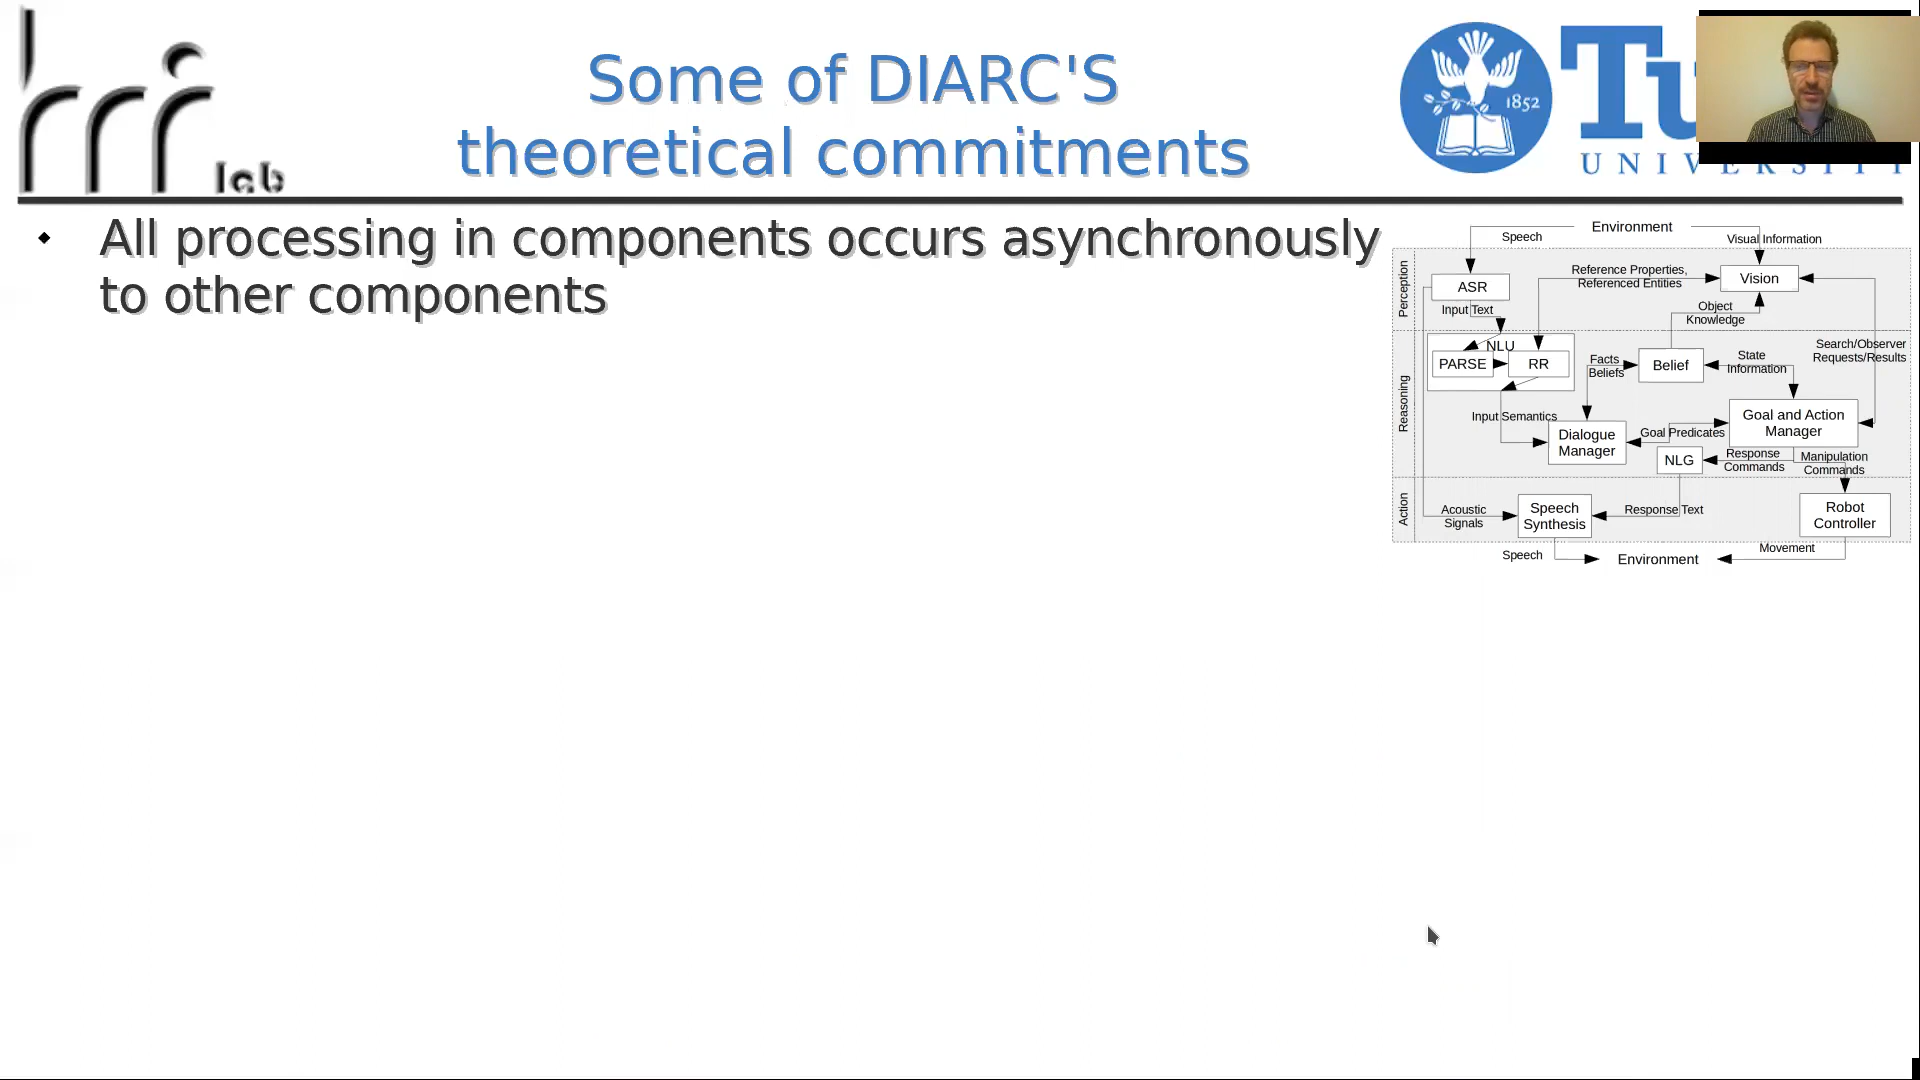 lab
Some of DIARC'S
theoretical commitments
1852
Tu
UNIVERSITY
• All processing in components occurs asynchronously
to other components
Environment
Speech
Visual Information
Perception
ASR
Reference Properties,
Referenced Entities
Vision
Input Text
Object
Knowledge
Reasoning
NLU
PARSE
RR
Facts
Beliefs
Belief
State
Information
Search/Observer
Requests/Results
Input Semantics
Dialogue
Manager
Goal Predicates
Goal and Action
Manager
NLG
Response
Commands
Manipulation
Commands
Action
Acoustic
Signals
Speech
Synthesis
Response Text
Robot
Controller
Speech
Environment
Movement